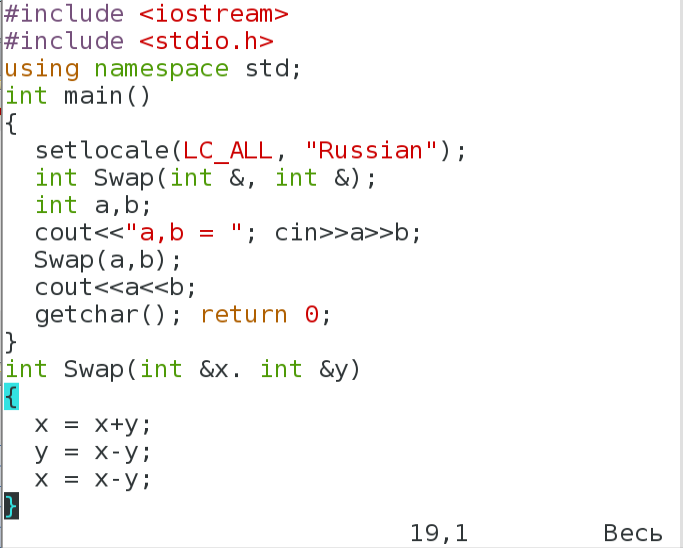 #include <iostream>
#include <stdio.h>
using namespace std;
int main()
{
  setlocale(LC_ALL, "Russian");
  int Swap(int &, int &);
  int a,b;
  cout<<"a,b = "; cin>>a>>b;
  Swap(a,b);
  cout<<a<<b;
  getchar(); return 0;
}
int Swap(int &x. int &y)
{
  x = x+y;
  y = x-y;
  x = x-y;
}
19,1 Весь